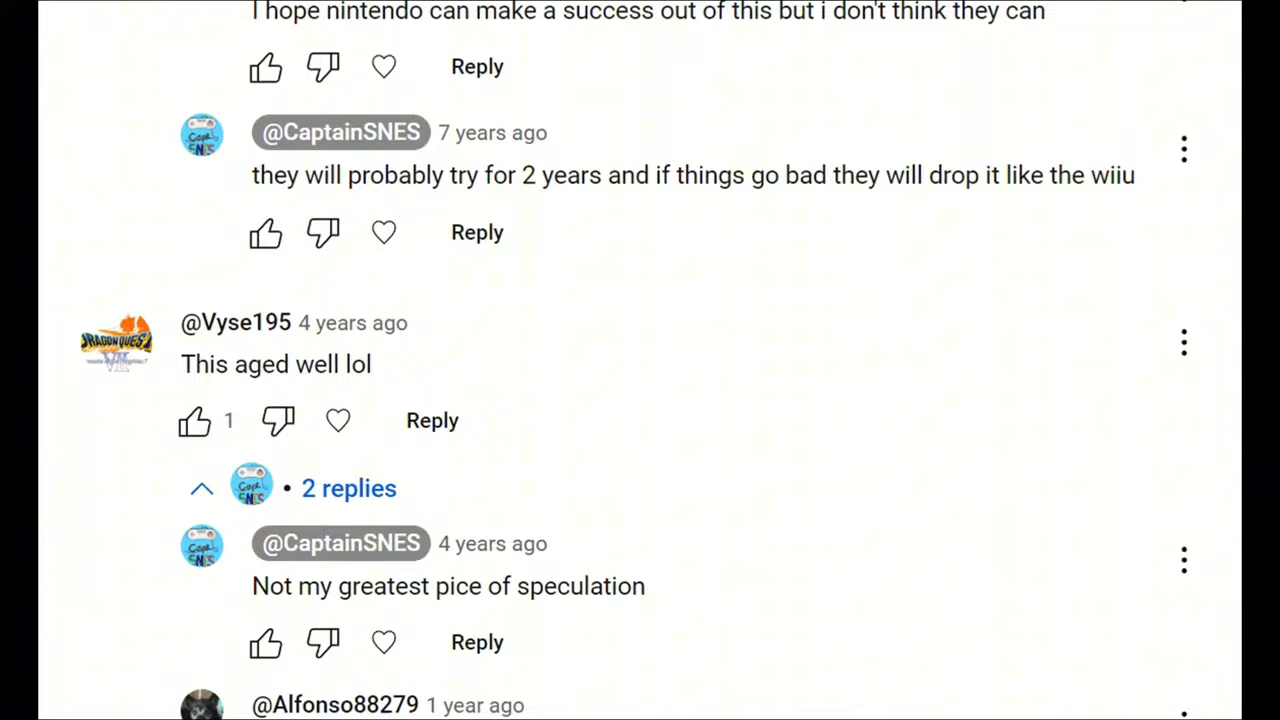 I hope nintendo can make a success out of this but i don't think they can
Reply
@CaptainSNES 7 years ago
they will probably try for 2 years and if things go bad they will drop it like the wiiu
Reply
@Vyse195 4 years ago
This aged well lol
1 Reply
• 2 replies
@CaptainSNES 4 years ago
Not my greatest pice of speculation
Reply
@Alfonso88279 1 year ago